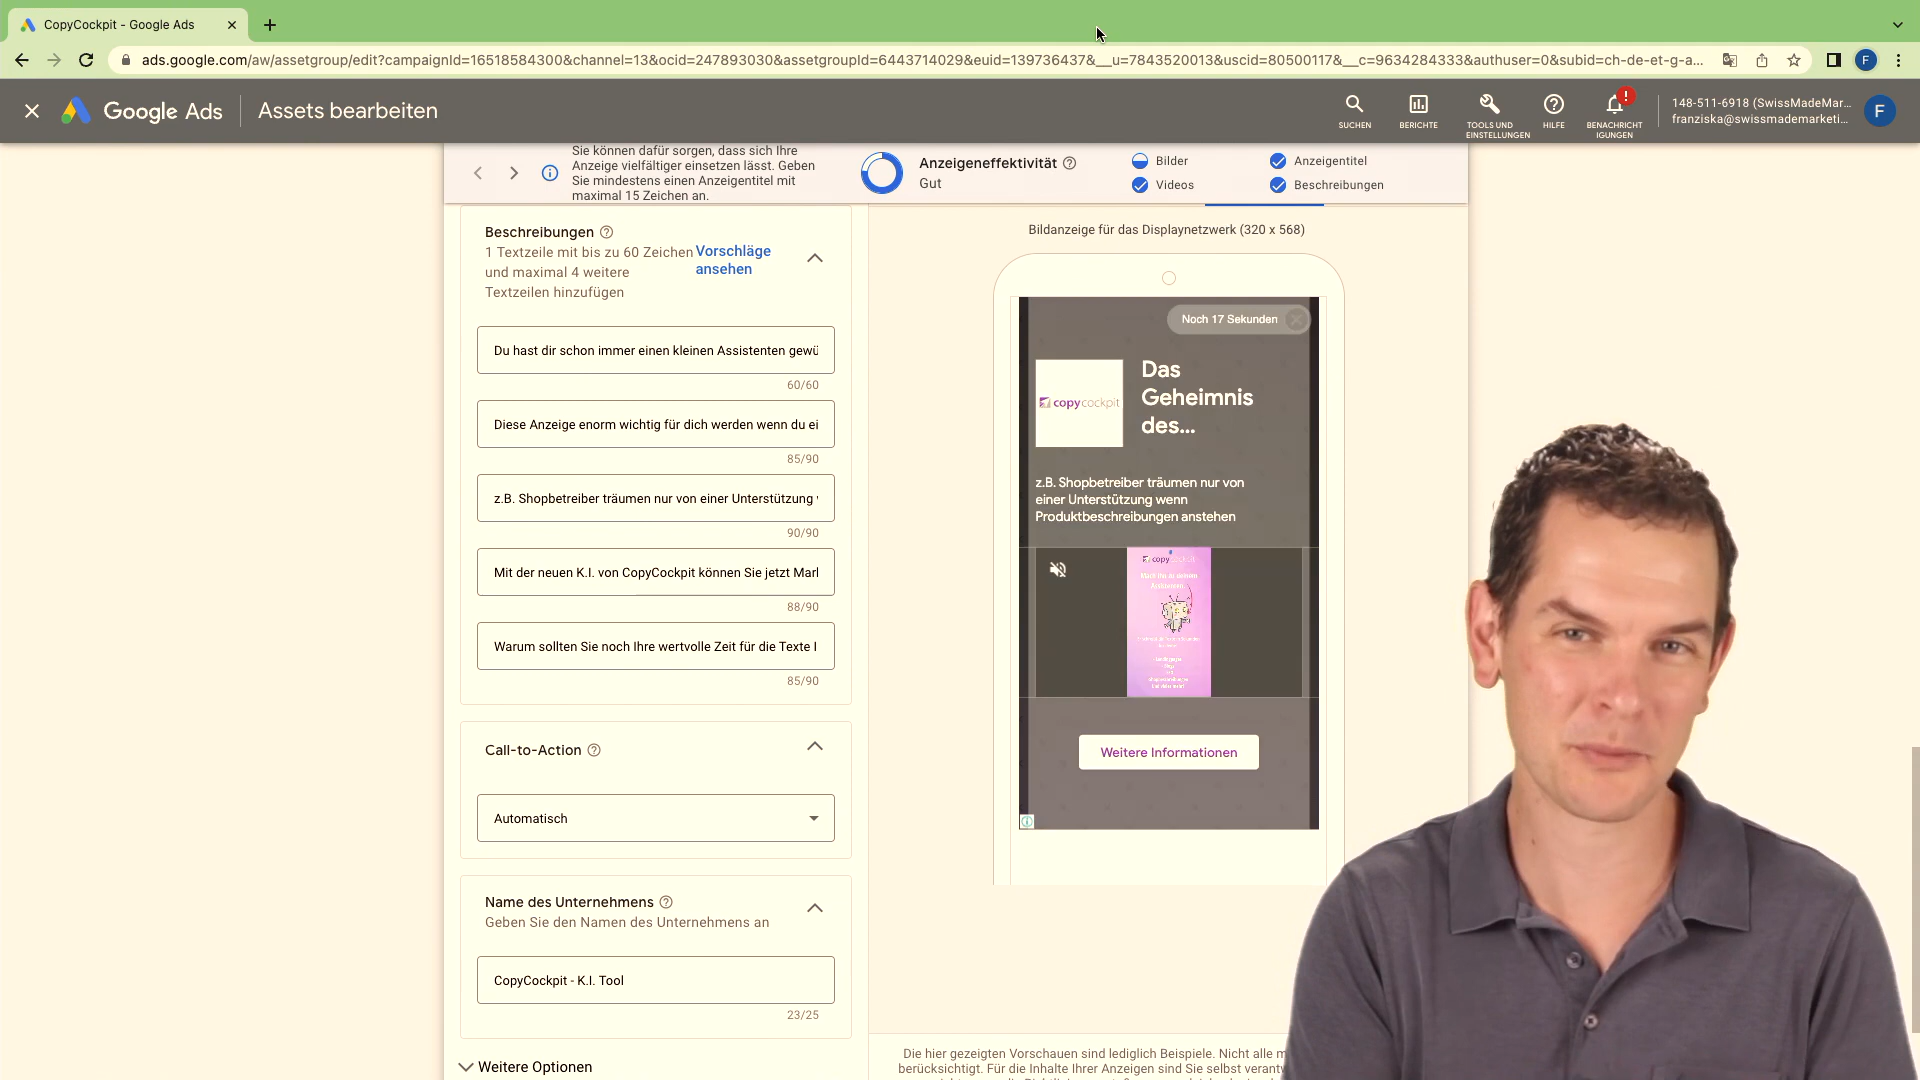 CopyCockpit - Google Ads
ads.google.com/aw/assetgroup/edit?campaignId=16518584300&channel=13&ocid=247893030&assetgroupId=6443714029&euid=139736437&__u=7843520013&uscid=80500117&__c=9634284333&authuser=0&subid=ch-de-et-g-a...
F
Google Ads
Assets bearbeiten
SUCHEN
BERICHTE
TOOLS UND EINSTELLUNGEN
HILFE
BENACHRICHTIGUNGEN
148-511-6918 (SwissMadeMar...
franziska@swissmademarketi...
F
Sie können dafür sorgen, dass sich Ihre
Anzeige vielfältiger einsetzen lässt. Geben
Sie mindestens einen Anzeigentitel mit
maximal 15 Zeichen an.
Anzeigeneffektivität
Gut
Bilder
Anzeigentitel
Videos
Beschreibungen
Beschreibungen
1 Textzeile mit bis zu 60 Zeichen
und maximal 4 weitere
Textzeilen hinzufügen
Vorschläge
ansehen
Du hast dir schon immer einen kleinen Assistenten gewü
60/60
Diese Anzeige enorm wichtig für dich werden wenn du ei
85/90
z.B. Shopbetreiber träumen nur von einer Unterstützung
90/90
Mit der neuen K.I. von CopyCockpit können Sie jetzt Marl
88/90
Warum sollten Sie noch Ihre wertvolle Zeit für die Texte I
85/90
Call-to-Action
Automatisch
Name des Unternehmens
Geben Sie den Namen des Unternehmens an
CopyCockpit - K.I. Tool
23/25
Weitere Optionen
Bildanzeige für das Displaynetzwerk (320 x 568)
Noch 17 Sekunden
copycockpit
Das
Geheimnis
des...
z.B. Shopbetreiber träumen nur von
einer Unterstützung wenn
Produktbeschreibungen anstehen
copycockpit
Weitere Informationen
Die hier gezeigten Vorschauen sind lediglich Beispiele. Nicht alle
berücksichtigt. Für die Inhalte Ihrer Anzeigen sind Sie selbst